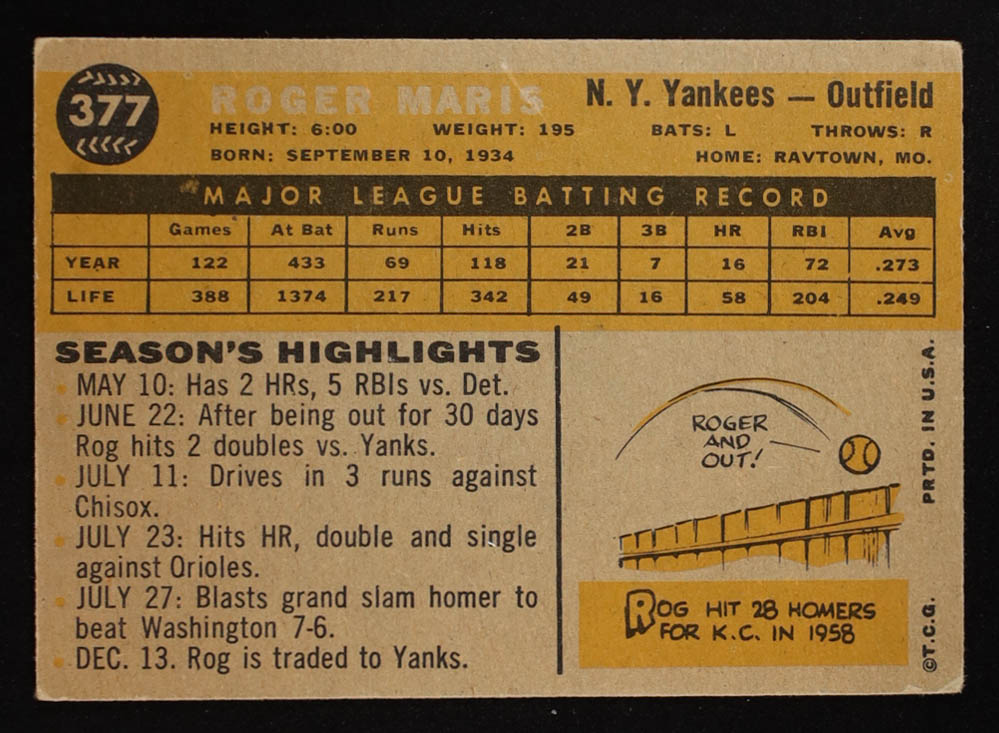 377
ROGER MARIS
N. Y. Yankees — Outfield
HEIGHT: 6:00 WEIGHT: 195 BATS: L THROWS: R
BORN: SEPTEMBER 10, 1934 HOME: RAVTOWN, MO.
MAJOR LEAGUE BATTING RECORD
Games At Bat Runs Hits 2B 3B HR RBI Avg
YEAR 122 433 69 118 21 7 16 72 .273
LIFE 388 1374 217 342 49 16 58 204 .249
SEASON'S HIGHLIGHTS
MAY 10: Has 2 HRs, 5 RBIs vs. Det.
JUNE 22: After being out for 30 days
Rog hits 2 doubles vs. Yanks.
JULY 11: Drives in 3 runs against
Chisox.
JULY 23: Hits HR, double and single
against Orioles.
JULY 27: Blasts grand slam homer to
beat Washington 7-6.
DEC. 13. Rog is traded to Yanks.
ROGER
AND
OUT!
ROG HIT 28 HOMERS
FOR K.C. IN 1958
©T.C.G. PRTD. IN U.S.A.